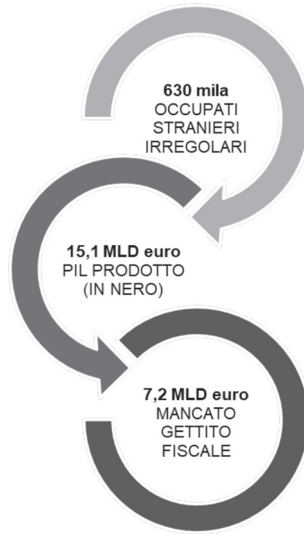 630 mila
OCCUPATI
STRANIERI
IRREGOLARI
15,1 MLD euro
PIL PRODOTTO
(IN NERO)
7,2 MLD euro
MANCATO
GETTITO
FISCALE